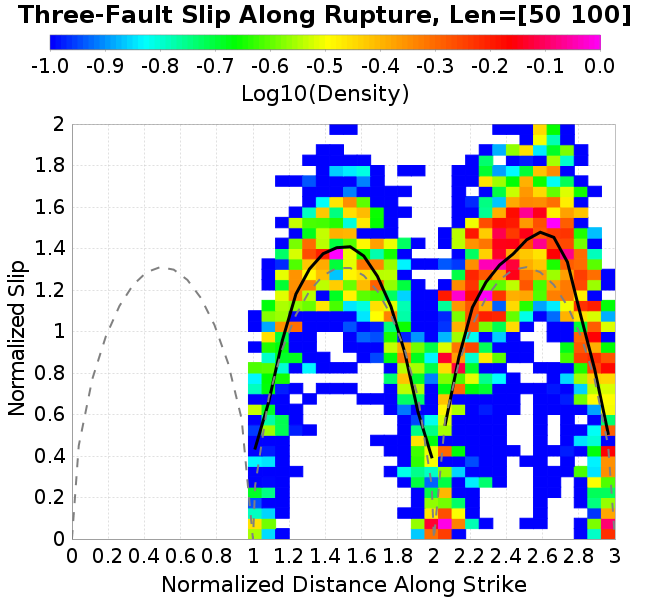 Three-Fault Slip Along Rupture, Len=[50 100]
-1.0 -0.9 -0.8 -0.7 -0.6 -0.5 -0.4 -0.3 -0.2 -0.1 0.0
Log10(Density)
2
1.8
1.6
1.4
1.2
1
0.8
0.6
0.4
0.2
0
Normalized Slip
0 0.2 0.4 0.6 0.8 1 1.2 1.4 1.6 1.8 2 2.2 2.4 2.6 2.8 3
Normalized Distance Along Strike